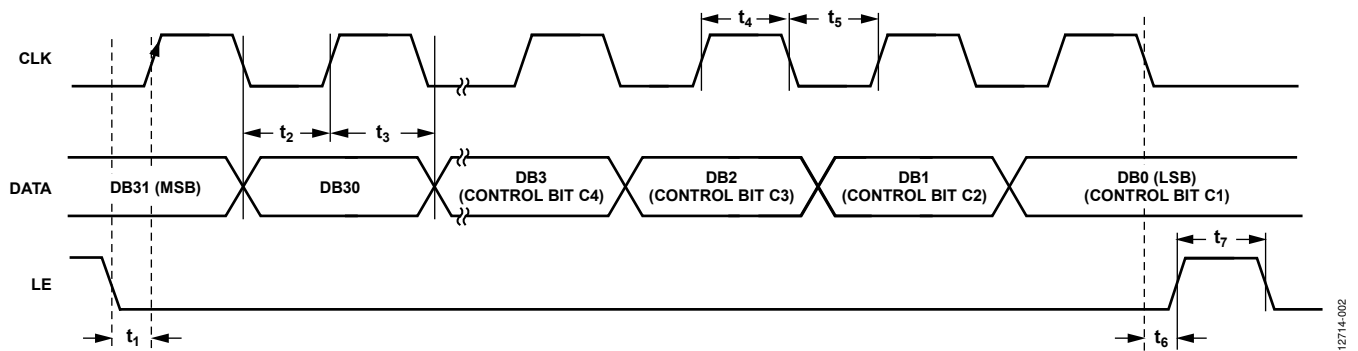 t4
t5
CLK
t2
t3
DATA
DB31 (MSB)
DB30
DB3
(CONTROL BIT C4)
DB2
(CONTROL BIT C3)
DB1
(CONTROL BIT C2)
DB0 (LSB)
(CONTROL BIT C1)
t7
LE
t1
t6
12714-002